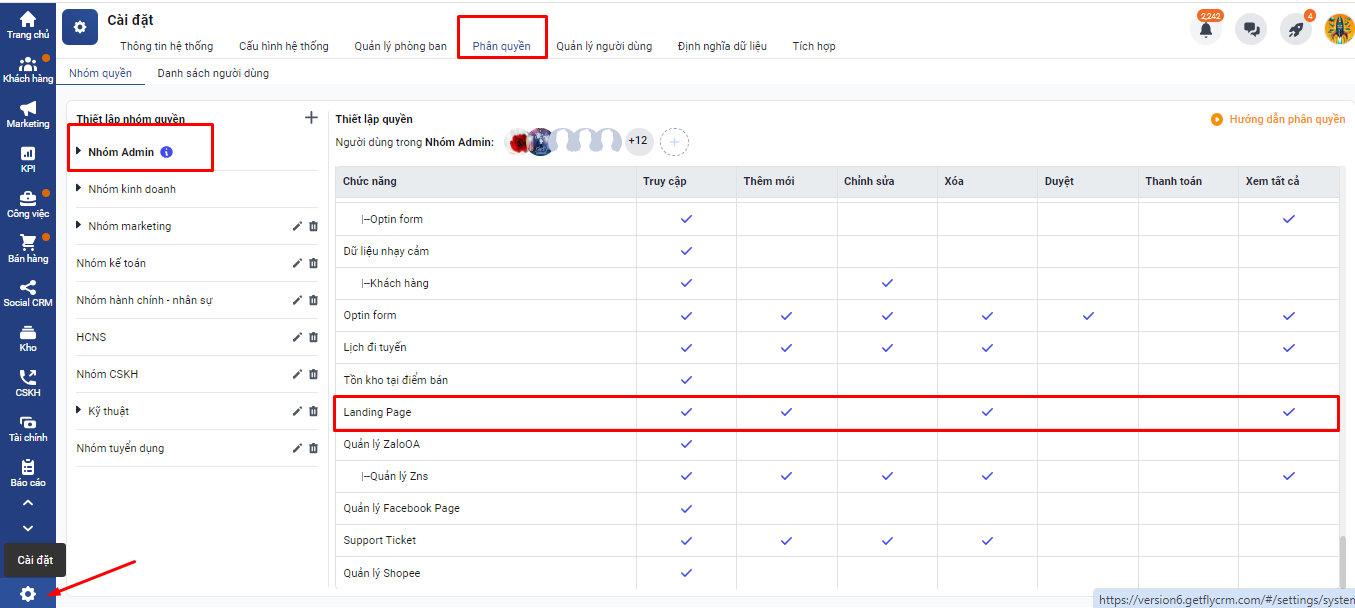 Trang chủ
Khách hàng
Marketing
KPI
Công việc
Bán hàng
Social CRM
Kho
CSKH
Tài chính
Báo cáo
Cài đặt
Cài đặt
Thông tin hệ thống
Cấu hình hệ thống
Quản lý phòng ban
Phân quyền
Quản lý người dùng
Định nghĩa dữ liệu
Tích hợp
2,242
4
Nhóm quyền
Danh sách người dùng
Thiết lập nhóm quyền
Nhóm Admin
Nhóm kinh doanh
Nhóm marketing
Nhóm kế toán
Nhóm hành chính - nhân sự
HCNS
Nhóm CSKH
Kỹ thuật
Nhóm tuyển dụng
Thiết lập quyền
Hướng dẫn phân quyền
Người dùng trong Nhóm Admin: +12
Chức năng Truy cập Thêm mới Chỉnh sửa Xóa Duyệt Thanh toán Xem tất cả
|--Optin form
Dữ liệu nhạy cảm
|--Khách hàng
Optin form
Lịch đi tuyến
Tồn kho tại điểm bán
Landing Page
Quản lý ZaloOA
|--Quản lý Zns
Quản lý Facebook Page
Support Ticket
Quản lý Shopee
https://version6.getflycrm.com/#/settings/system